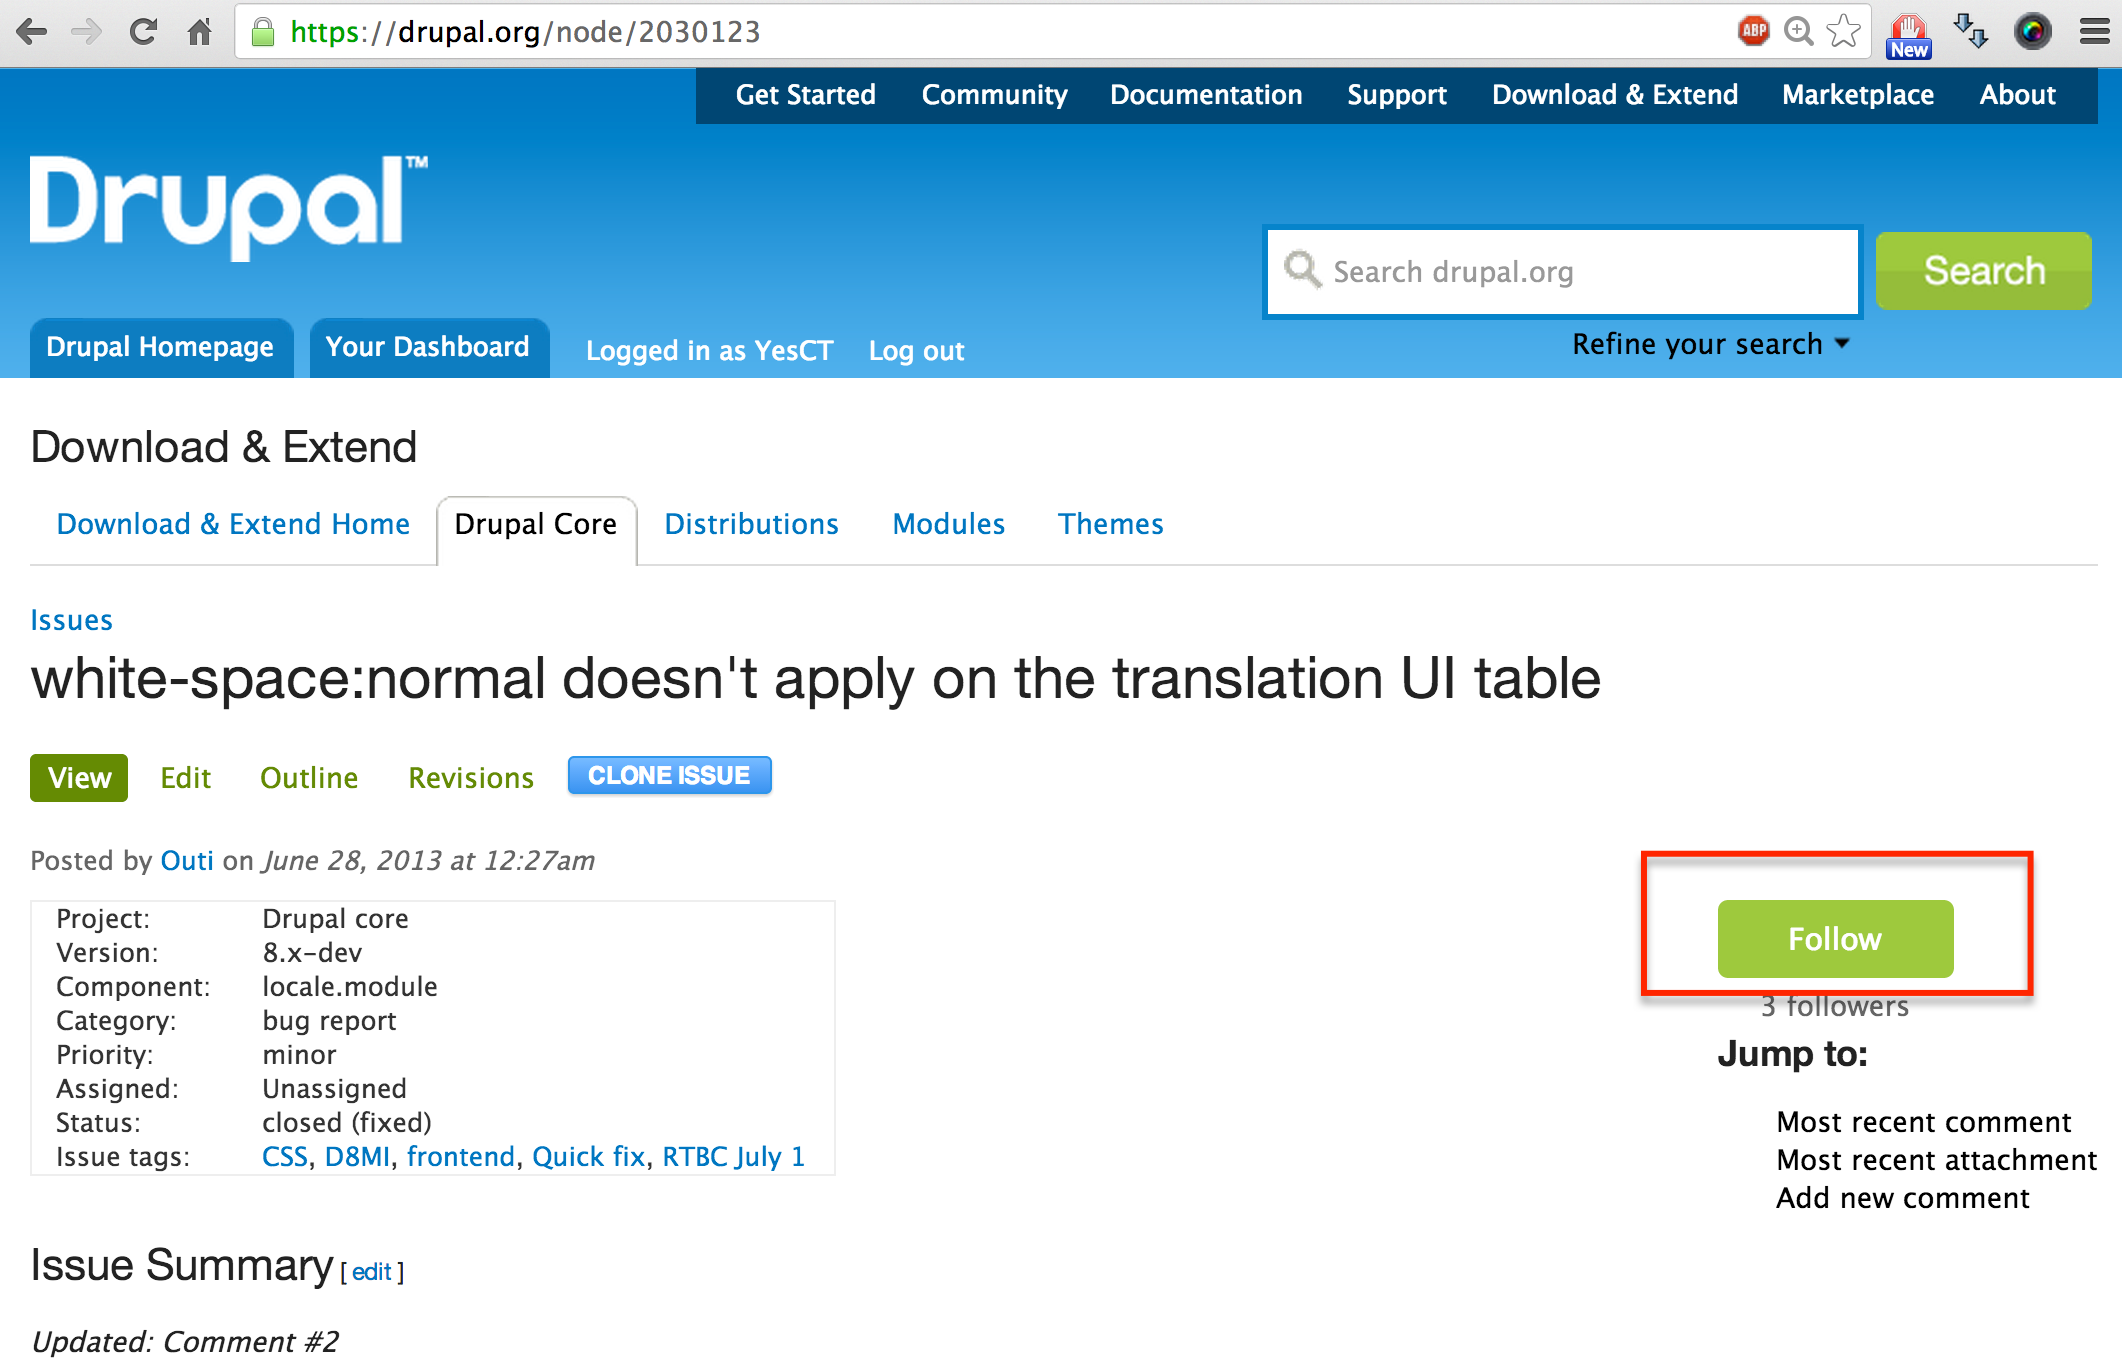 https://drupal.org/node/2030123
ABP
New
Get Started Community Documentation Support Download & Extend Marketplace About
Drupal™
Search drupal.org
Search
Refine your search
Drupal Homepage Your Dashboard Logged in as YesCT Log out
Download & Extend
Download & Extend Home Drupal Core Distributions Modules Themes
Issues
white-space:normal doesn't apply on the translation UI table
View Edit Outline Revisions CLONE ISSUE
Posted by Outi on June 28, 2013 at 12:27am
Project: Drupal core
Version: 8.x-dev
Component: locale.module
Category: bug report
Priority: minor
Assigned: Unassigned
Status: closed (fixed)
Issue tags: CSS, D8MI, frontend, Quick fix, RTBC July 1
Follow
3 followers
Jump to:
Most recent comment
Most recent attachment
Add new comment
Issue Summary [ edit ]
Updated: Comment #2